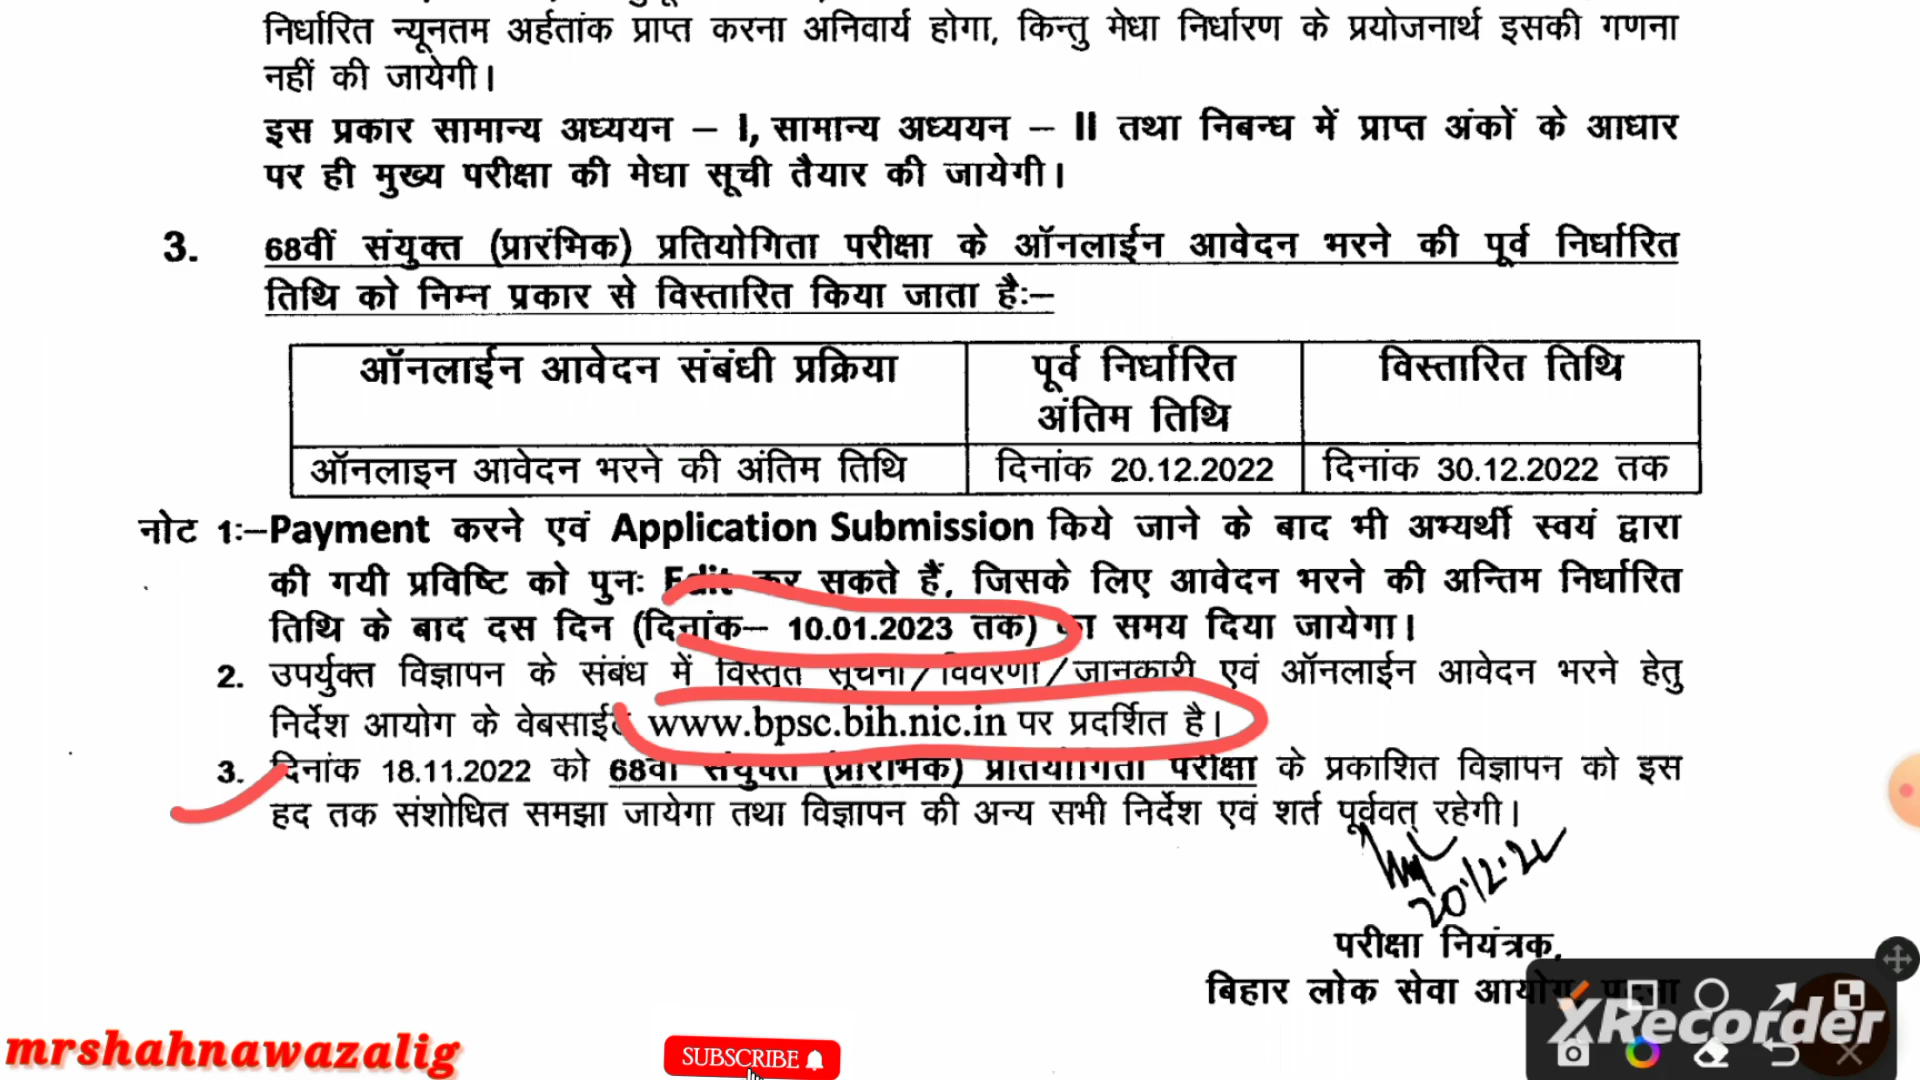 निर्धारित न्यूनतम अर्हतांक प्राप्त करना अनिवार्य होगा, किन्तु मेधा निर्धारण के प्रयोजनार्थ इसकी गणना
नहीं की जायेगी।
इस प्रकार सामान्य अध्ययन – I, सामान्य अध्ययन – II तथा निबन्ध में प्राप्त अंकों के आधार
पर ही मुख्य परीक्षा की मेधा सूची तैयार की जायेगी।
3. 68वीं संयुक्त (प्रारंभिक) प्रतियोगिता परीक्षा के ऑनलाईन आवेदन भरने की पूर्व निर्धारित
तिथि को निम्न प्रकार से विस्तारित किया जाता हैः–
ऑनलाईन आवेदन संबंधी प्रक्रिया पूर्व निर्धारित विस्तारित तिथि
अंतिम तिथि
ऑनलाइन आवेदन भरने की अंतिम तिथि दिनांक 20.12.2022 दिनांक 30.12.2022 तक
नोट 1ः–Payment करने एवं Application Submission किये जाने के बाद भी अभ्यर्थी स्वयं द्वारा
की गयी प्रविष्टि को पुनः Edit कर सकते हैं, जिसके लिए आवेदन भरने की अन्तिम निर्धारित
तिथि के बाद दस दिन (दिनांक– 10.01.2023 तक) का समय दिया जायेगा।
2. उपर्युक्त विज्ञापन के संबंध में विस्तृत सूचना/विवरणी/जानकारी एवं ऑनलाईन आवेदन भरने हेतु
निर्देश आयोग के वेबसाईट www.bpsc.bih.nic.in पर प्रदर्शित है।
3. दिनांक 18.11.2022 को 68वीं संयुक्त (प्रारंभिक) प्रतियोगिता परीक्षा के प्रकाशित विज्ञापन को इस
हद तक संशोधित समझा जायेगा तथा विज्ञापन की अन्य सभी निर्देश एवं शर्त पूर्ववत् रहेगी।
20.12.22
परीक्षा नियंत्रक,
बिहार लोक सेवा आयोग, पटना
XRecorder
mrshahnawazalig
SUBSCRIBE